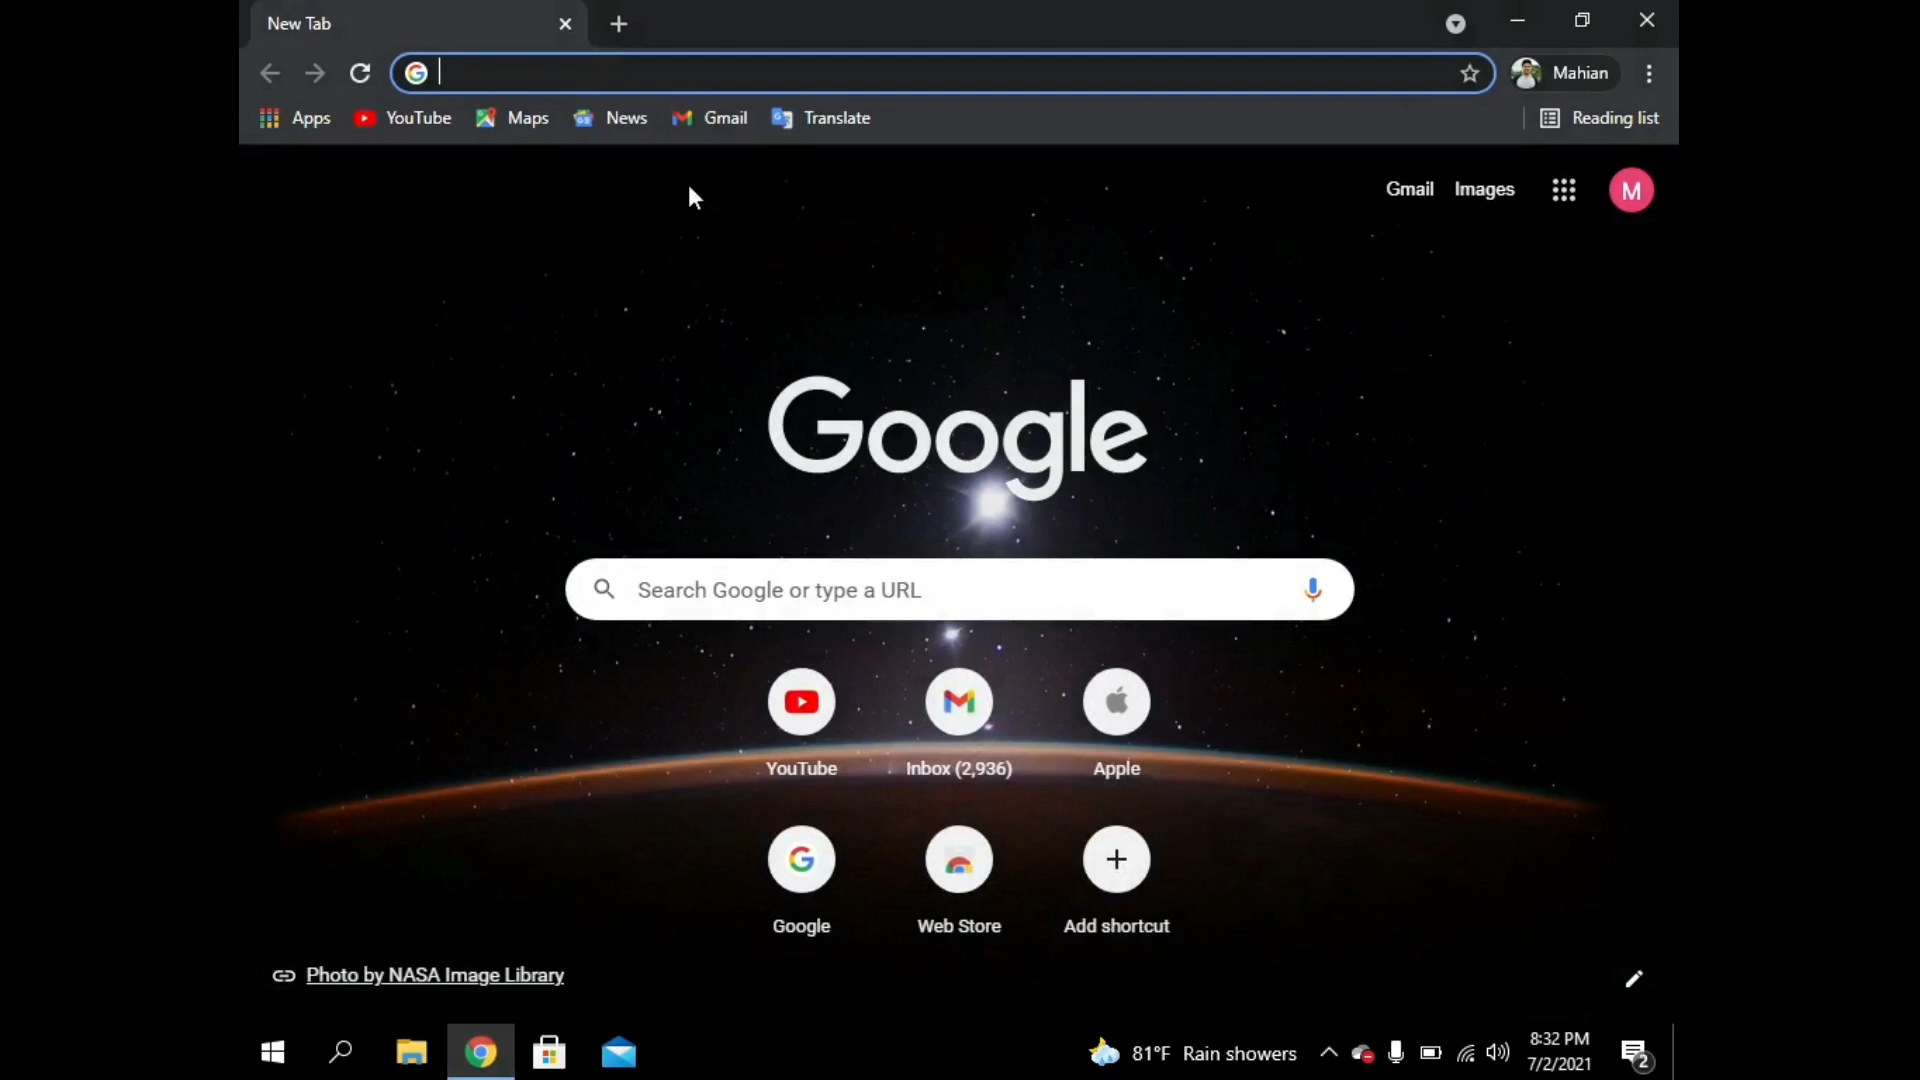 New Tab
Mahian
Apps YouTube Maps News Gmail Translate Reading list
Gmail Images M
Google
Search Google or type a URL
YouTube Inbox (2,936) Apple
Google Web Store Add shortcut
Photo by NASA Image Library
81°F Rain showers 8:32 PM
7/2/2021 2